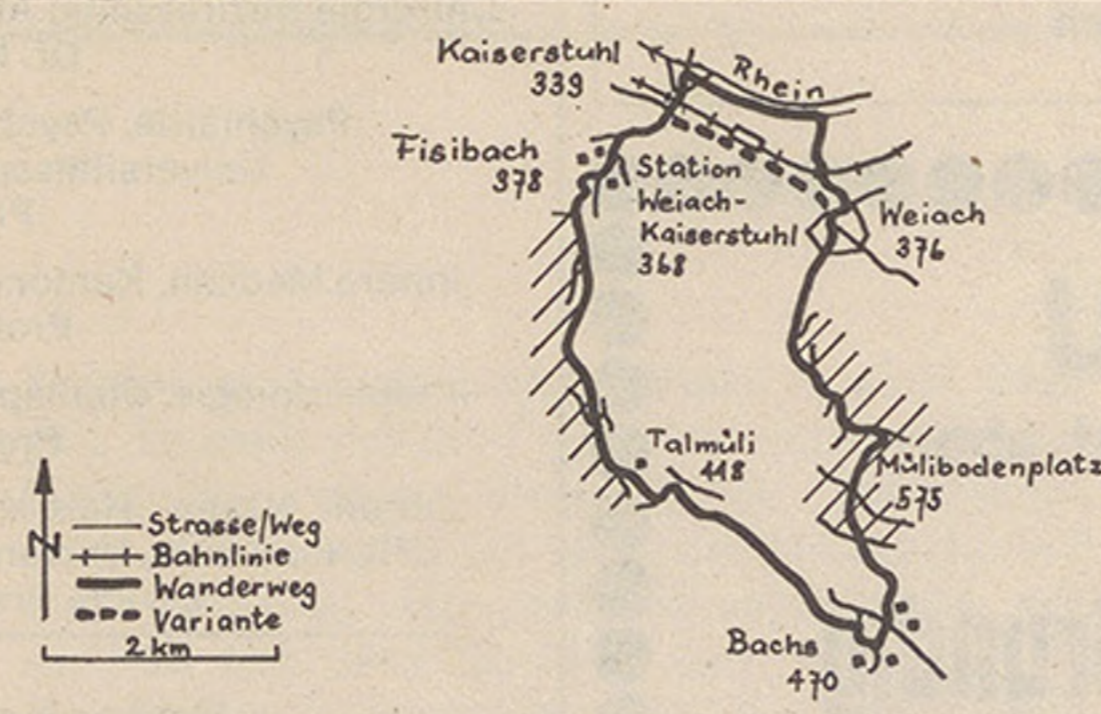 Kaiserstuhl
339
Rhein
Fisibach
378
Station
Weiach-
Kaiserstuhl
368
Weiach
376
Talmüli
448
Mülibodenplatz
575
N
Strasse/Weg
Bahnlinie
Wanderweg
Variante
2 km
Bachs
470